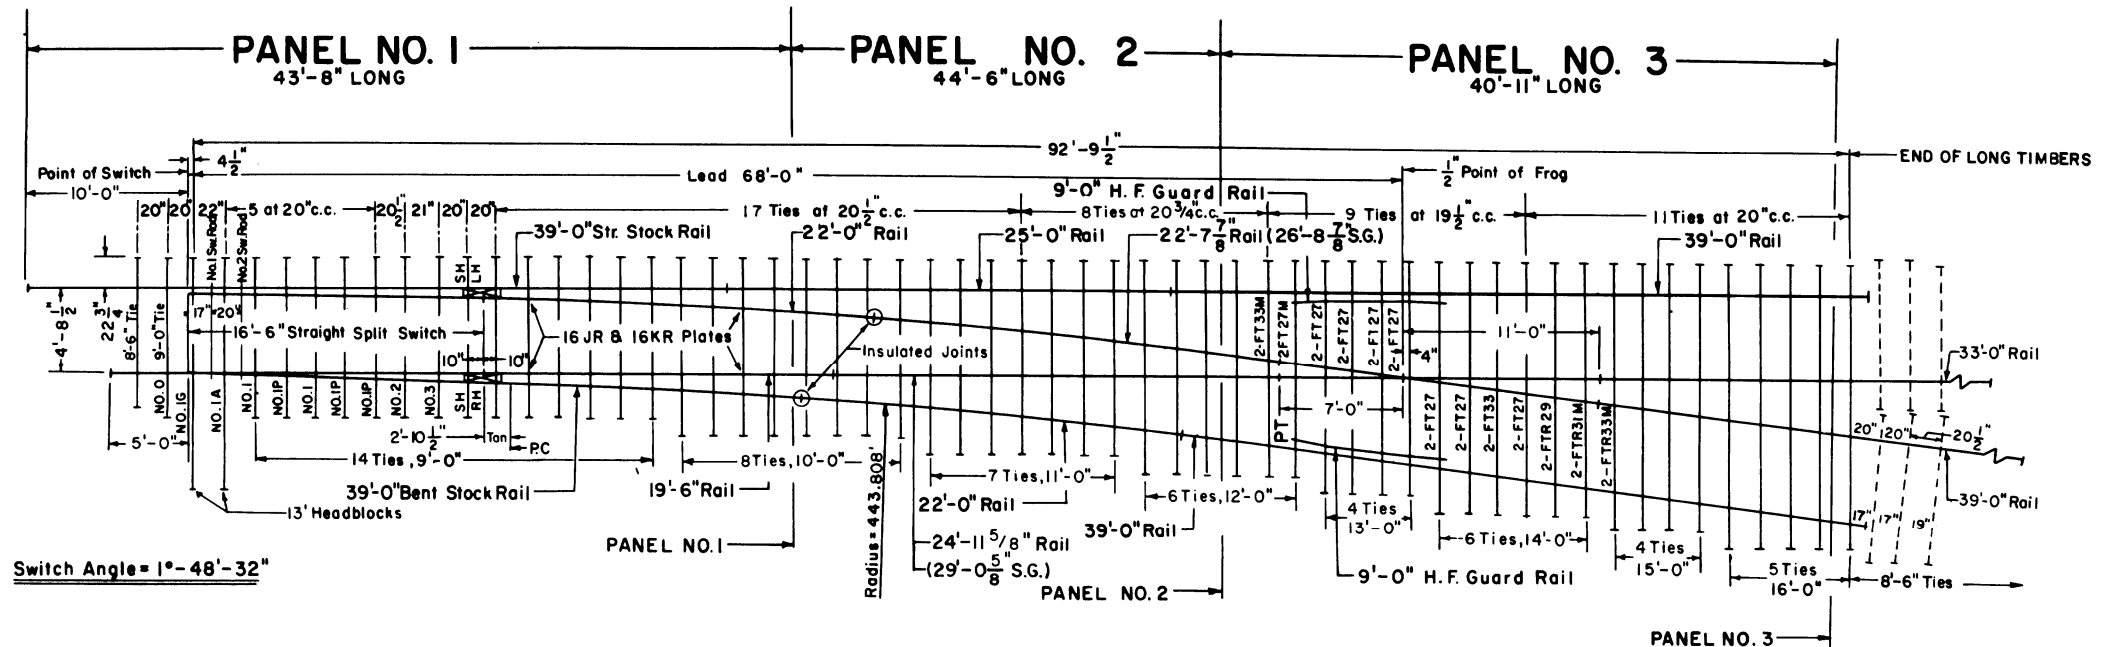 PANEL NO. 1
43'-8" LONG
PANEL NO. 2
44'-6" LONG
PANEL NO. 3
40'-11" LONG
92'-9 1/2"
END OF LONG TIMBERS
Point of Switch
4 1/2"
Lead 68'-0"
1/2" Point of Frog
10'-0"
9'-0" H. F. Guard Rail
20"
20"
22"
5 at 20" c.c.
20 1/2"
21"
20"
20"
17 Ties at 20 1/2" c.c.
8 Ties at 20 3/4" c.c.
9 Ties at 19 1/2" c.c.
11 Ties at 20" c.c.
No.1 Sw. Rod
No.2 Sw. Rod
39'-0" Str. Stock Rail
22'-0" Rail
25'-0" Rail
22'-7 7/8" Rail (26'-8 7/8" S.G.)
39'-0" Rail
SH
LH
4'-8 1/2"
22 3/4"
8'-6" Tie
9'-0" Tie
17"
16'-6" Straight Split Switch
16 JR & 16 KR Plates
Insulated Joints
10"
10"
2-FT33M
2FT27M
2-FT27
2-FT27
2-FT27
2-FT27
11'-0"
4"
33'-0" Rail
NO.0
NO.1G
NO.1A
NO.1
NO.1P
NO.1
NO.1P
NO.1P
NO.2
NO.3
SH
RH
7'-0"
PT
2-FT27
2-FT27
2-FT33
2-FT27
2-FTR29
2-FTR31M
2-FTR33M
20"
20"
20 1/2"
5'-0"
2'-10 1/2"
Tan
P.C
14 Ties, 9'-0"
8 Ties, 10'-0"
7 Ties, 11'-0"
6 Ties, 12'-0"
4 Ties
13'-0"
6 Ties, 14'-0"
4 Ties
15'-0"
5 Ties
16'-0"
17"
17"
19"
39'-0" Rail
8'-6" Ties
39'-0" Bent Stock Rail
19'-6" Rail
22'-0" Rail
39'-0" Rail
13' Headblocks
Radius = 443.808'
24'-11 5/8" Rail
(29'-0 5/8" S.G.)
9'-0" H.F. Guard Rail
PANEL NO. 1
PANEL NO. 2
PANEL NO. 3
Switch Angle = 1°-48'-32"